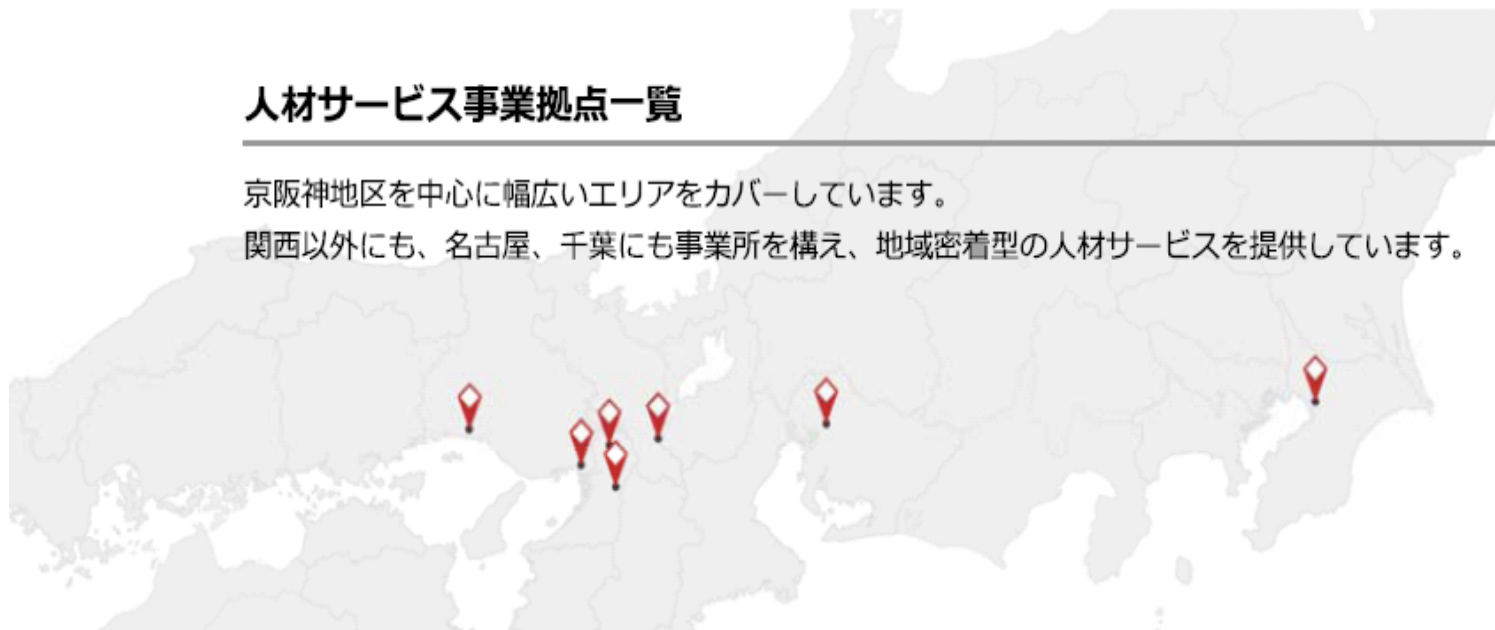 人材サービス事業拠点一覧
京阪神地区を中心に幅広いエリアをカバーしています。
関西以外にも、名古屋、千葉にも事業所を構え、地域密着型の人材サービスを提供しています。